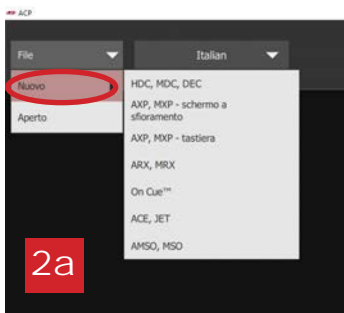 ACP
File
Italian
Nuovo
Aperto
HDC, MDC, DEC
AXP, MXP - schermo a
sfioramento
AXP, MXP - tastiera
ARX, MRX
On Cue™
ACE, JET
AMSO, MSO
2a